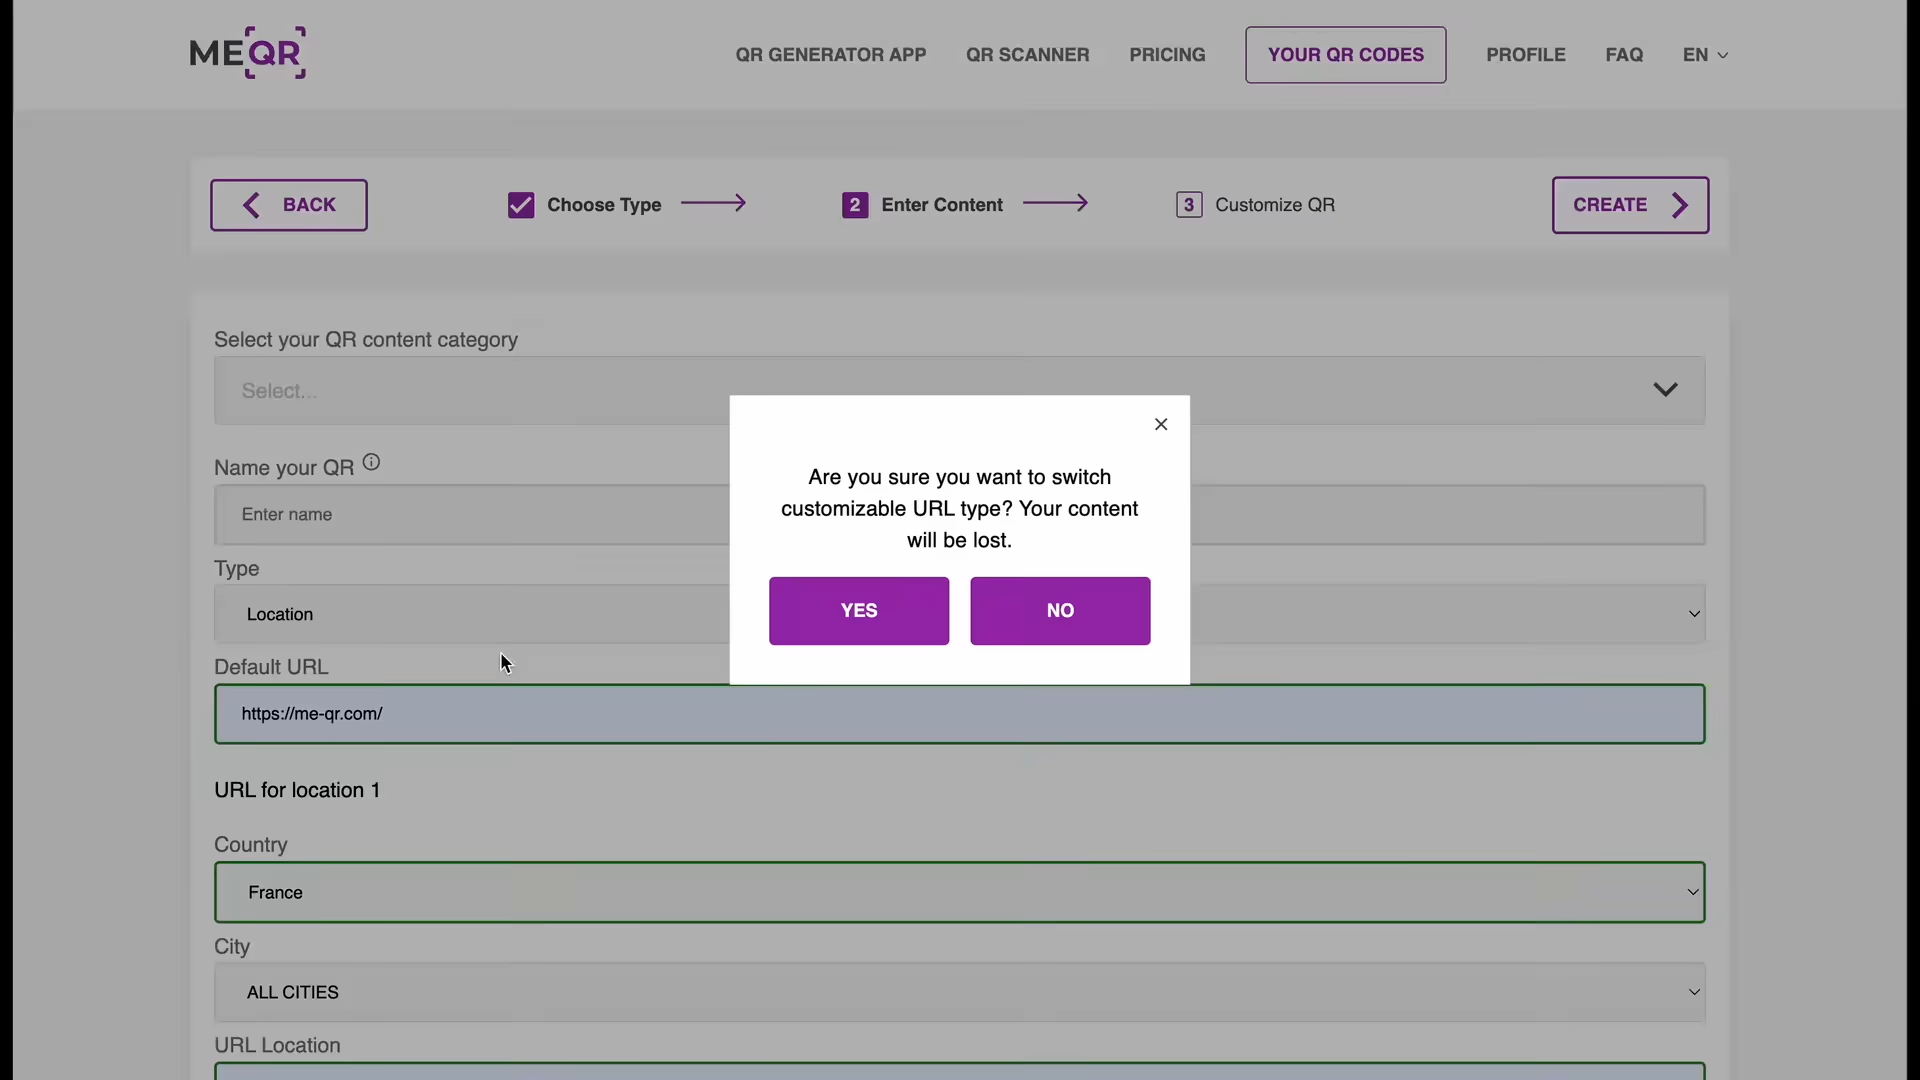 MEQR
QR GENERATOR APP
QR SCANNER
PRICING
YOUR QR CODES
PROFILE
FAQ
EN
BACK
Choose Type
2 Enter Content
3 Customize QR
CREATE
Select your QR content category
Select...
Name your QR
Enter name
Type
Location
Default URL
https://me-qr.com/
URL for location 1
Country
France
City
ALL CITIES
URL Location
Are you sure you want to switch
customizable URL type? Your content
will be lost.
YES
NO